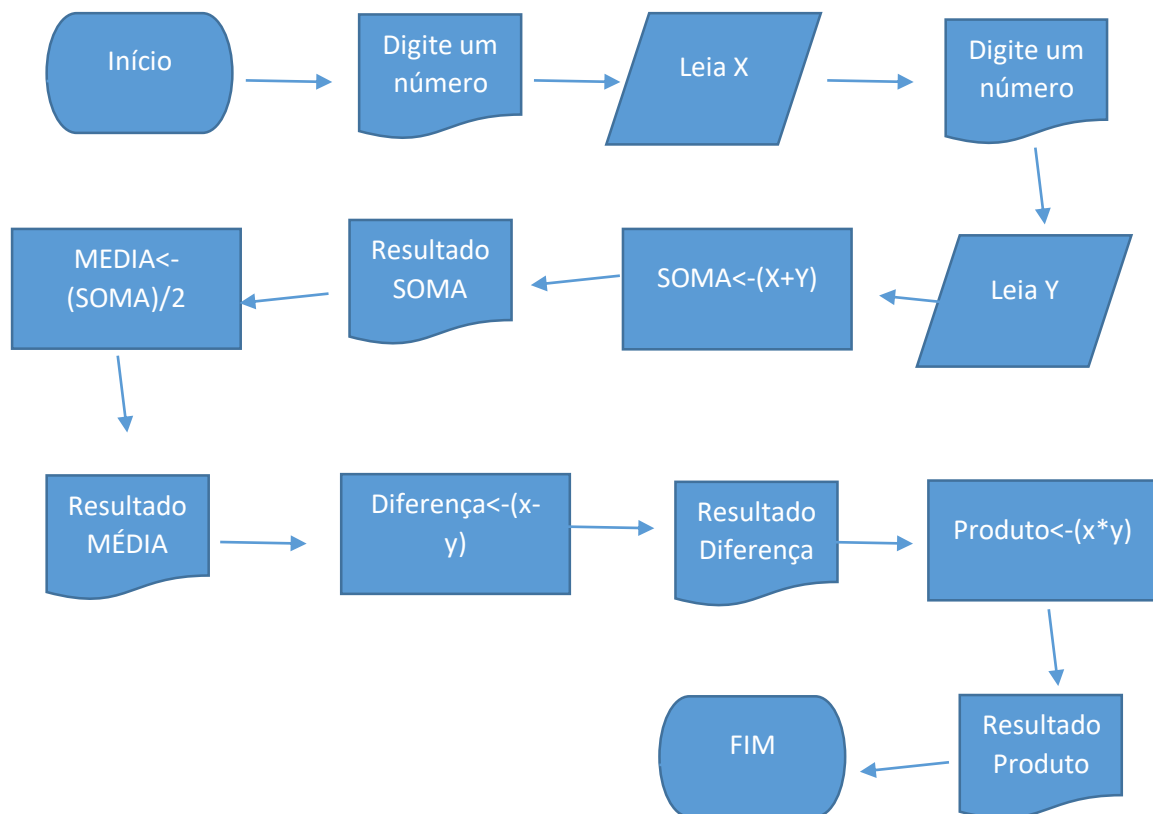 Início
Digite um
número
Leia X
Digite um
número
Leia Y
SOMA<-(X+Y)
Resultado
SOMA
MEDIA<-
(SOMA)/2
Resultado
MÉDIA
Diferença<-(x-
y)
Resultado
Diferença
Produto<-(x*y)
Resultado
Produto
FIM